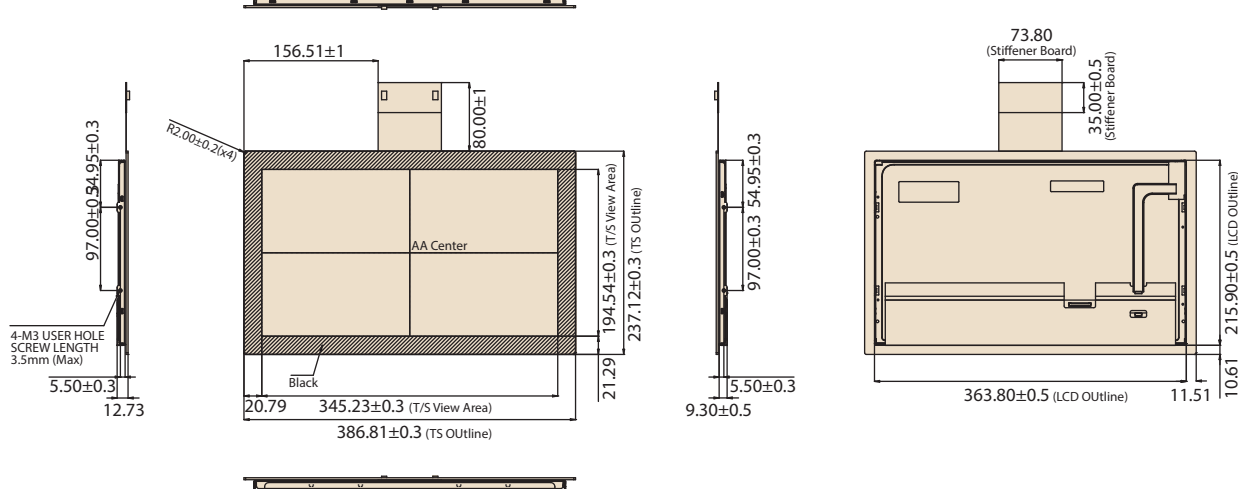 156.51±1
80.00±1
R2.00±0.2(x4)
54.95±0.3
97.00±0.3
4-M3 USER HOLE
SCREW LENGTH
3.5mm (Max)
5.50±0.3
12.73
AA Center
Black
194.54±0.3 (T/S View Area)
237.12±0.3 (TS OUtline)
21.29
20.79
345.23±0.3 (T/S View Area)
386.81±0.3 (TS OUtline)
54.95±0.3
97.00±0.3
5.50±0.3
9.30±0.5
73.80
(Stiffener Board)
35.00±0.5
(Stiffener Board)
215.90±0.5 (LCD OUtline)
10.61
363.80±0.5 (LCD OUtline)
11.51